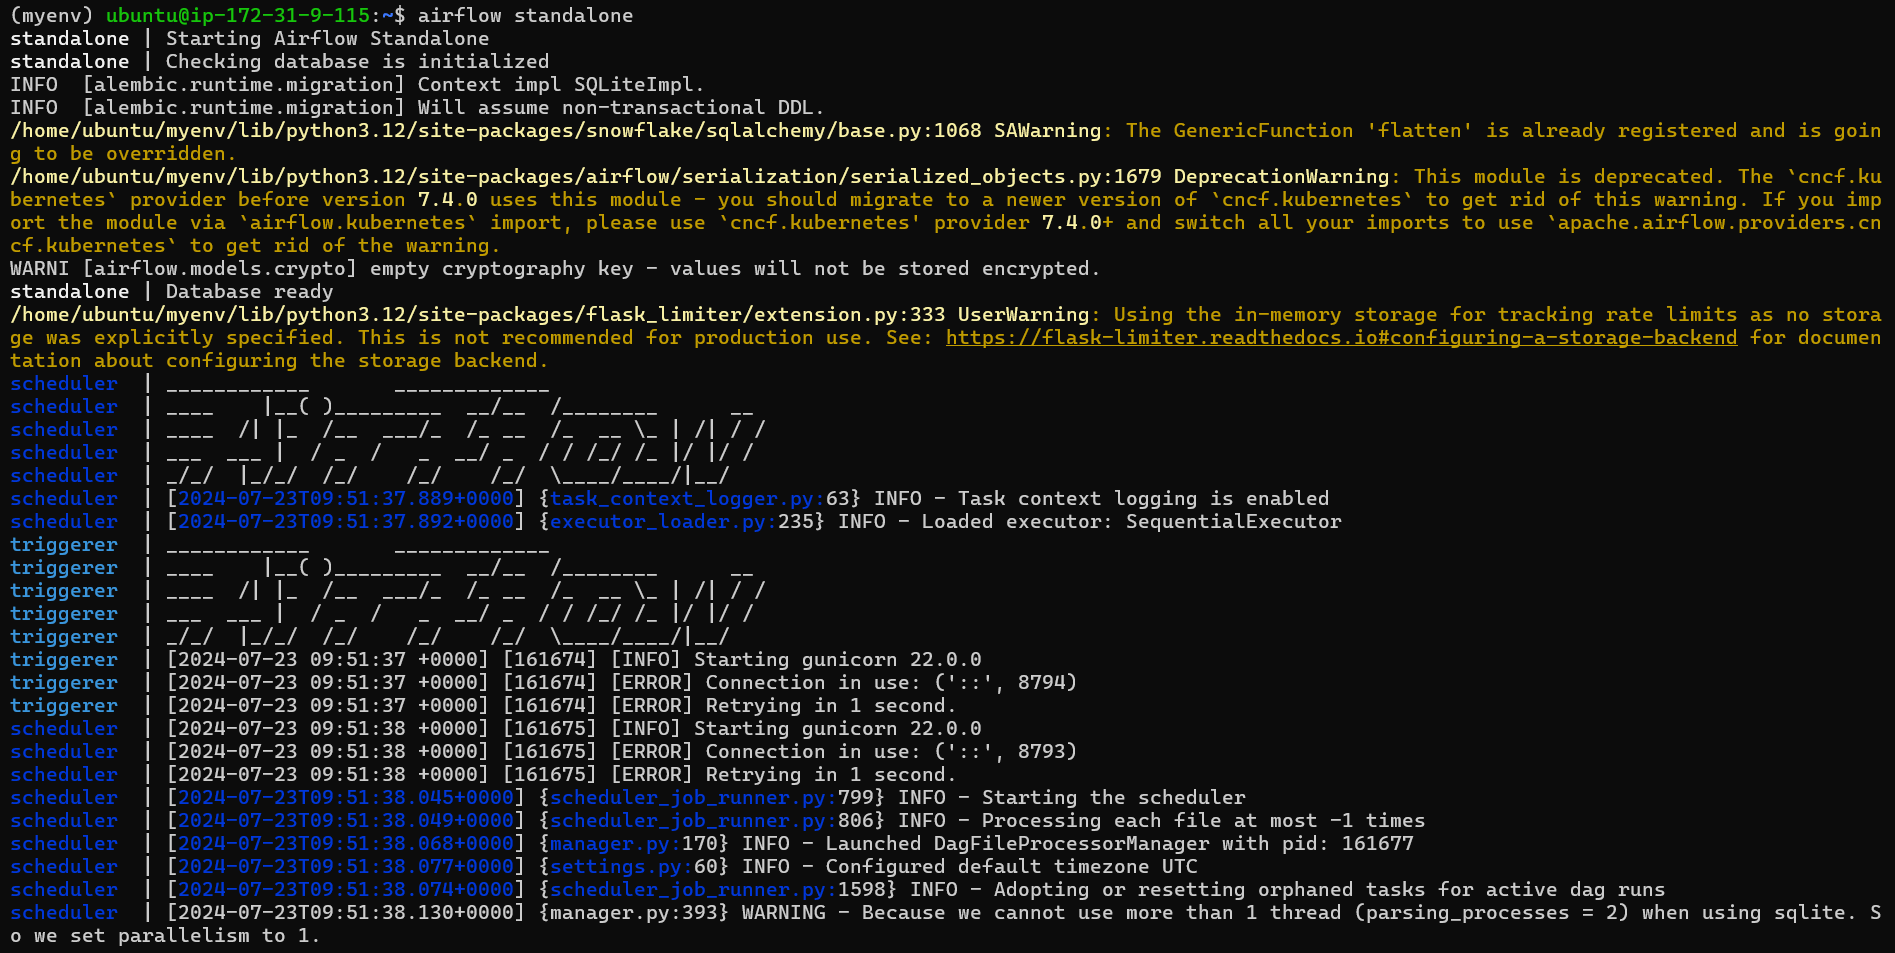 (myenv) ubuntu@ip-172-31-9-115:~$ airflow standalone
standalone | Starting Airflow Standalone
standalone | Checking database is initialized
INFO  [alembic.runtime.migration] Context impl SQLiteImpl.
INFO  [alembic.runtime.migration] Will assume non-transactional DDL.
/home/ubuntu/myenv/lib/python3.12/site-packages/snowflake/sqlalchemy/base.py:1068 SAWarning: The GenericFunction 'flatten' is already registered and is goin
g to be overridden.
/home/ubuntu/myenv/lib/python3.12/site-packages/airflow/serialization/serialized_objects.py:1679 DeprecationWarning: This module is deprecated. The `cncf.ku
bernetes` provider before version 7.4.0 uses this module - you should migrate to a newer version of `cncf.kubernetes` to get rid of this warning. If you imp
ort the module via `airflow.kubernetes` import, please use `cncf.kubernetes' provider 7.4.0+ and switch all your imports to use `apache.airflow.providers.cn
cf.kubernetes` to get rid of the warning.
WARNI [airflow.models.crypto] empty cryptography key - values will not be stored encrypted.
standalone | Database ready
/home/ubuntu/myenv/lib/python3.12/site-packages/flask_limiter/extension.py:333 UserWarning: Using the in-memory storage for tracking rate limits as no stora
ge was explicitly specified. This is not recommended for production use. See: https://flask-limiter.readthedocs.io#configuring-a-storage-backend for documen
tation about configuring the storage backend.
scheduler  | ____________       _____________
scheduler  | ____    |__( )_________  __/__  /________      __
scheduler  | ____  /| |_  /__  ___/_  /_ __  /_  __ \_ | /| / /
scheduler  | ___  ___ |  / _  /   _  __/ _  / / /_/ /_ |/ |/ /
scheduler  | _/_/  |_/_/  /_/    /_/    /_/  \____/____/|__/
scheduler  | [2024-07-23T09:51:37.889+0000] {task_context_logger.py:63} INFO - Task context logging is enabled
scheduler  | [2024-07-23T09:51:37.892+0000] {executor_loader.py:235} INFO - Loaded executor: SequentialExecutor
triggerer  | ____________       _____________
triggerer  | ____    |__( )_________  __/__  /________      __
triggerer  | ____  /| |_  /__  ___/_  /_ __  /_  __ \_ | /| / /
triggerer  | ___  ___ |  / _  /   _  __/ _  / / /_/ /_ |/ |/ /
triggerer  | _/_/  |_/_/  /_/    /_/    /_/  \____/____/|__/
triggerer  | [2024-07-23 09:51:37 +0000] [161674] [INFO] Starting gunicorn 22.0.0
triggerer  | [2024-07-23 09:51:37 +0000] [161674] [ERROR] Connection in use: ('::', 8794)
triggerer  | [2024-07-23 09:51:37 +0000] [161674] [ERROR] Retrying in 1 second.
scheduler  | [2024-07-23 09:51:38 +0000] [161675] [INFO] Starting gunicorn 22.0.0
scheduler  | [2024-07-23 09:51:38 +0000] [161675] [ERROR] Connection in use: ('::', 8793)
scheduler  | [2024-07-23 09:51:38 +0000] [161675] [ERROR] Retrying in 1 second.
scheduler  | [2024-07-23T09:51:38.045+0000] {scheduler_job_runner.py:799} INFO - Starting the scheduler
scheduler  | [2024-07-23T09:51:38.049+0000] {scheduler_job_runner.py:806} INFO - Processing each file at most -1 times
scheduler  | [2024-07-23T09:51:38.068+0000] {manager.py:170} INFO - Launched DagFileProcessorManager with pid: 161677
scheduler  | [2024-07-23T09:51:38.077+0000] {settings.py:60} INFO - Configured default timezone UTC
scheduler  | [2024-07-23T09:51:38.074+0000] {scheduler_job_runner.py:1598} INFO - Adopting or resetting orphaned tasks for active dag runs
scheduler  | [2024-07-23T09:51:38.130+0000] {manager.py:393} WARNING - Because we cannot use more than 1 thread (parsing_processes = 2) when using sqlite. S
o we set parallelism to 1.